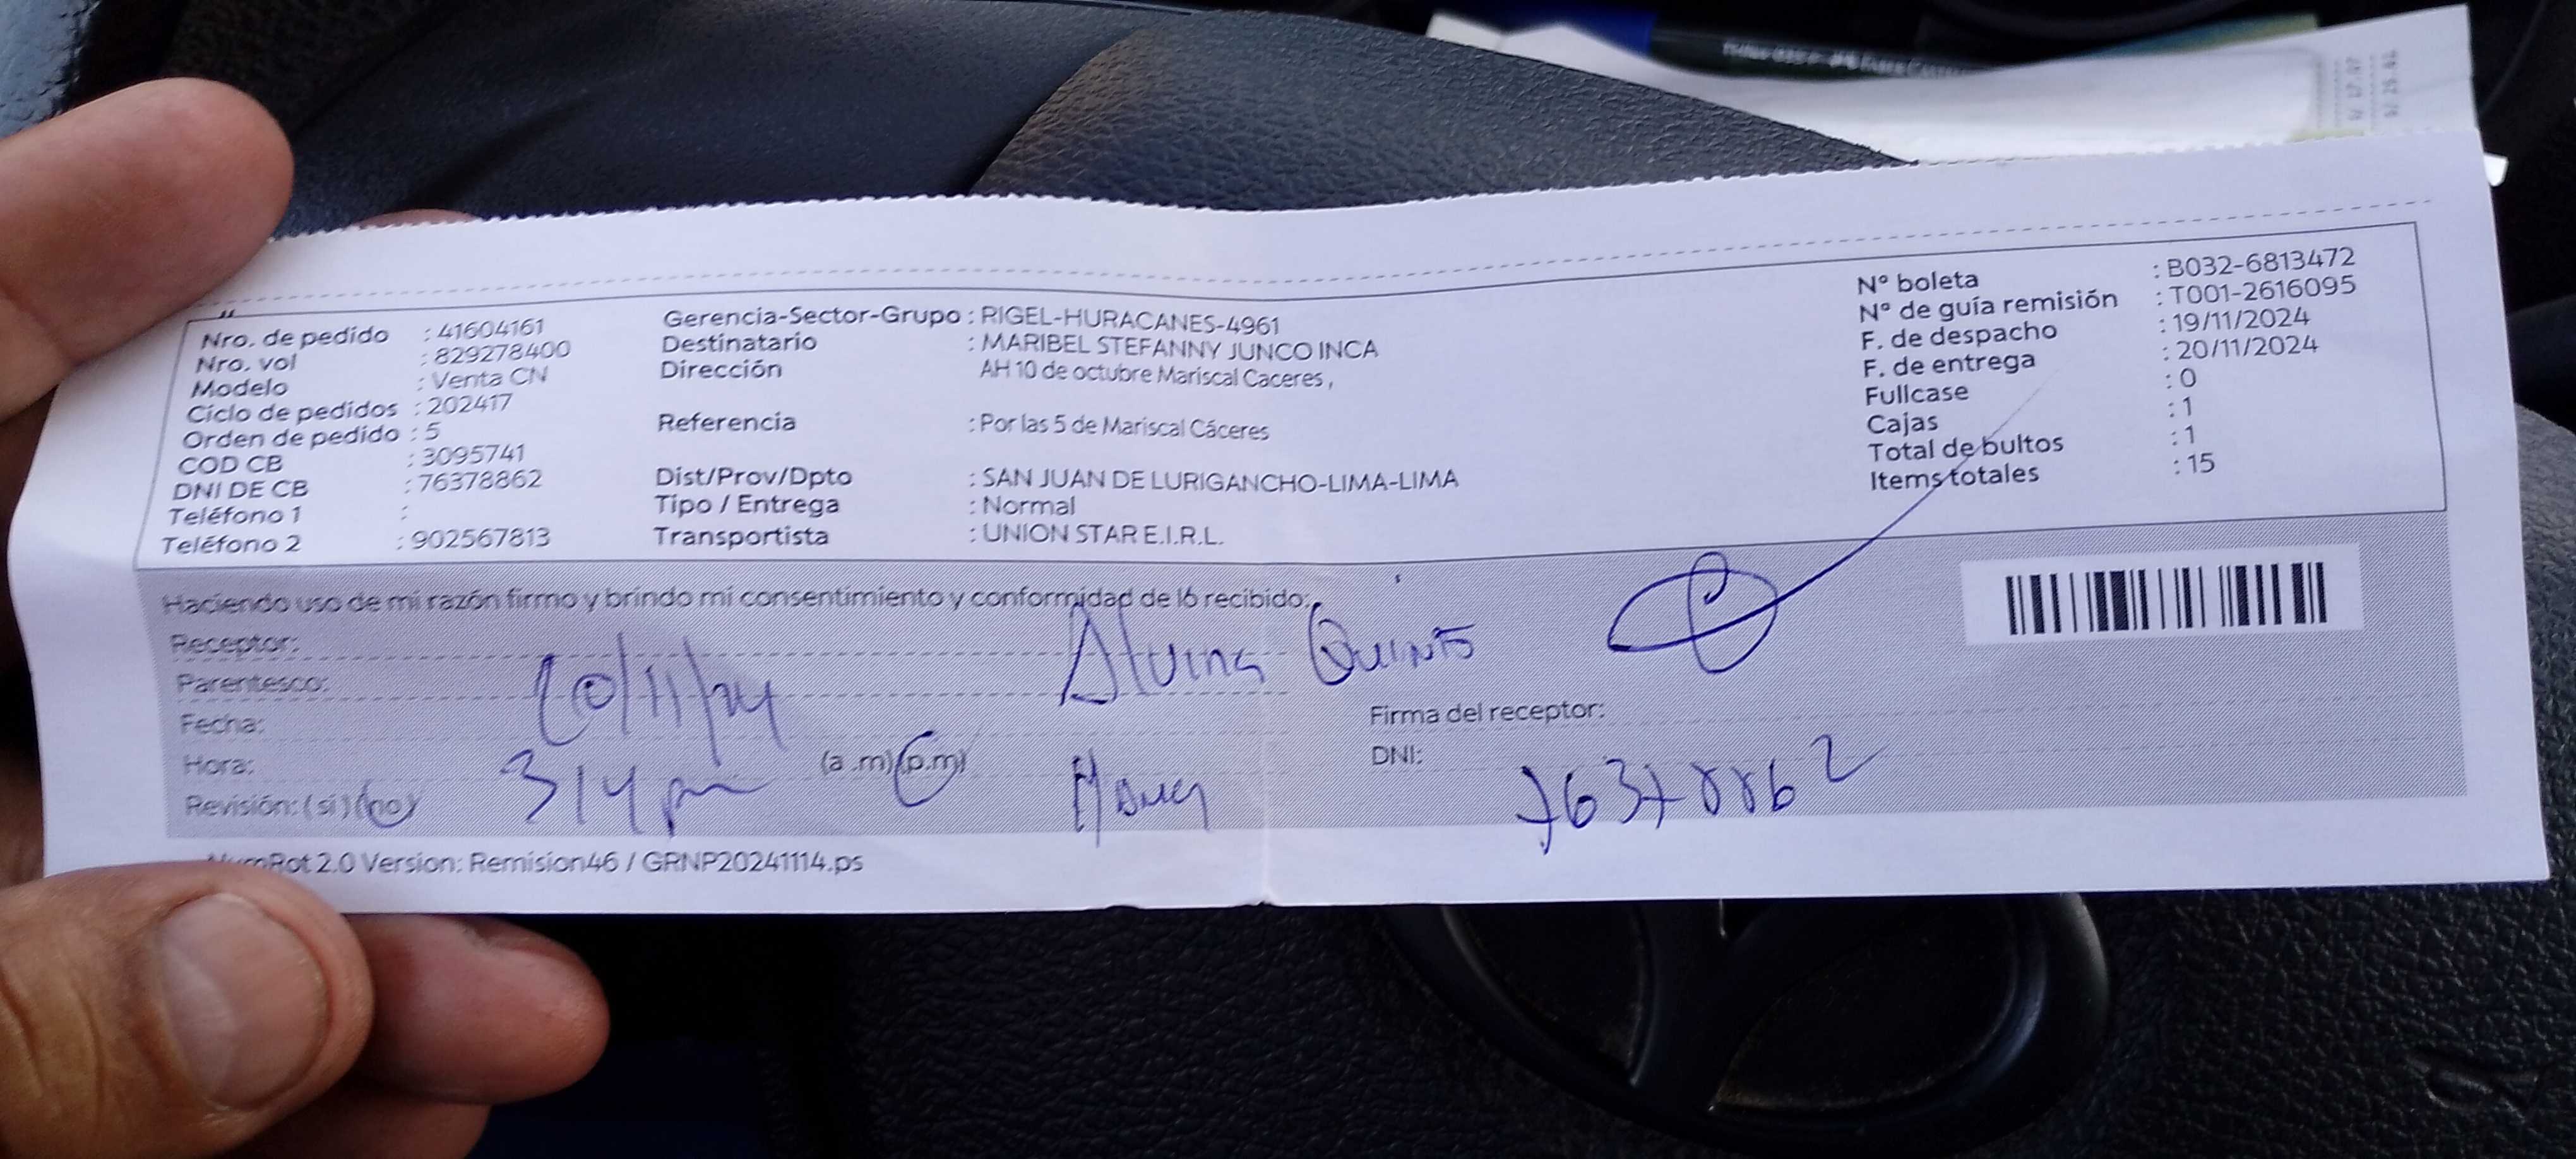 Nro. de pedido : 41604161
Nro. vol : 829278400
Modelo : Venta CN
Ciclo de pedidos : 202417
Orden de pedido : 5
COD CB : 3095741
DNI DE CB : 76378862
Teléfono 1 :
Teléfono 2 : 902567813
Gerencia-Sector-Grupo : RIGEL-HURACANES-4961
Destinatario : MARIBEL STEFANNY JUNCO INCA
Dirección AH 10 de octubre Mariscal Caceres ,
Referencia : Por las 5 de Mariscal Cáceres
Dist/Prov/Dpto : SAN JUAN DE LURIGANCHO-LIMA-LIMA
Tipo / Entrega : Normal
Transportista : UNION STAR E.I.R.L.
N° boleta : B032-6813472
N° de guía remisión : T001-2616095
F. de despacho : 19/11/2024
F. de entrega : 20/11/2024
Fullcase : 0
Cajas : 1
Total de bultos : 1
Items totales : 15
Haciendo uso de mi razón firmo y brindo mi consentimiento y conformidad de lo recibido:
Receptor:
Parentesco:
Fecha: 20/11/24
Hora: 314 pm (a .m) (p.m)
Revisión: (si) (no)
Quinto
Firma del receptor:
DNI: 76378862
2.0 Version: Remision46 / GRNP20241114.ps